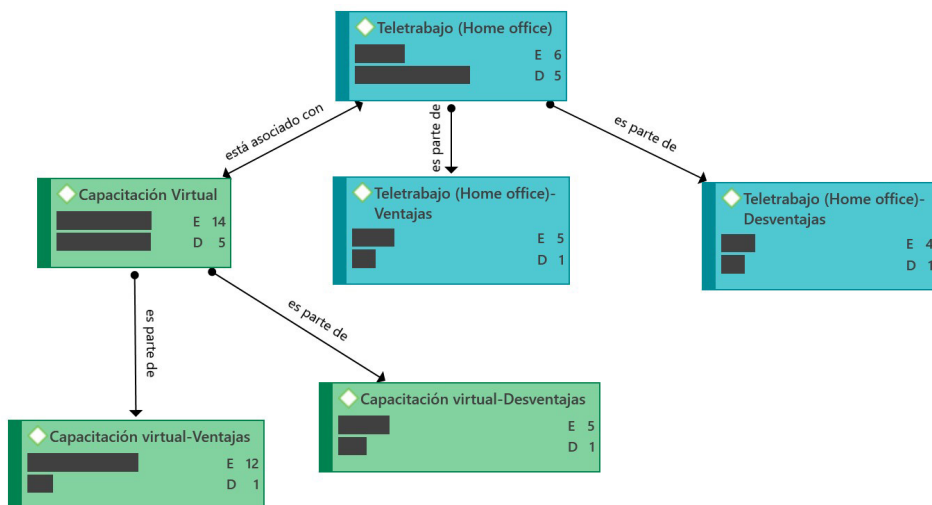 Teletrabajo (Home office)
E 6
D 5
está asociado con
es parte de
es parte de
Capacitación Virtual
E 14
D 5
Teletrabajo (Home office)-
Ventajas
E 5
D 1
Teletrabajo (Home office)-
Desventajas
E 4
D 1
es parte de
es parte de
Capacitación virtual-Desventajas
E 5
D 1
Capacitación virtual-Ventajas
E 12
D 1